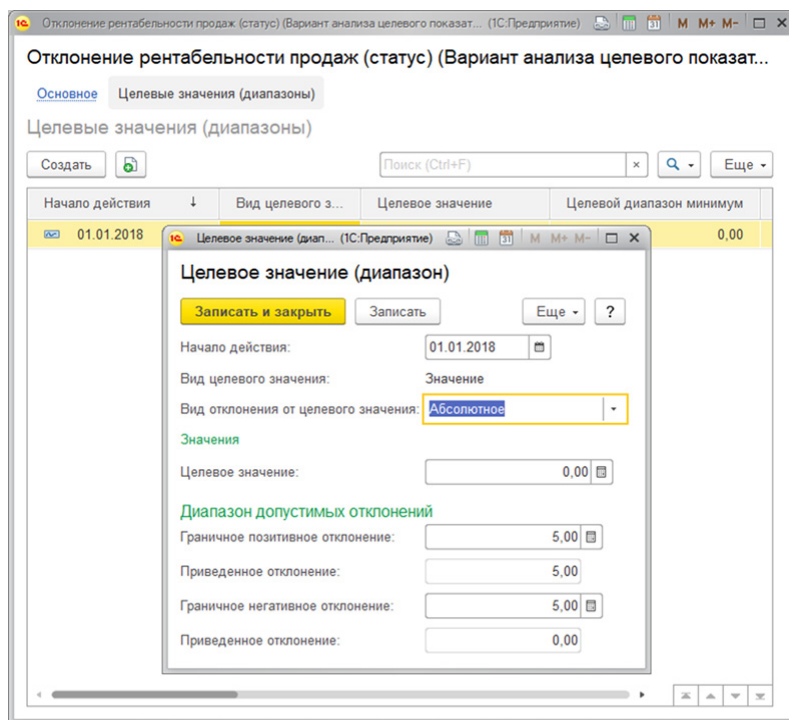 Отклонение рентабельности продаж (статус) (Вариант анализа целевого показат... (1С:Предприятие) M M+ M-
Отклонение рентабельности продаж (статус) (Вариант анализа целевого показат...
Основное Целевые значения (диапазоны)
Целевые значения (диапазоны)
Создать Поиск (Ctrl+F) × Еще
Начало действия ↓ Вид целевого з... Целевое значение Целевой диапазон минимум
01.01.2018 0,00
Целевое значение (диап... (1С:Предприятие) M M+ M-
Целевое значение (диапазон)
Записать и закрыть Записать Еще ?
Начало действия: 01.01.2018
Вид целевого значения: Значение
Вид отклонения от целевого значения: Абсолютное
Значения
Целевое значение: 0,00
Диапазон допустимых отклонений
Граничное позитивное отклонение: 5,00
Приведенное отклонение: 5,00
Граничное негативное отклонение: 5,00
Приведенное отклонение: 0,00